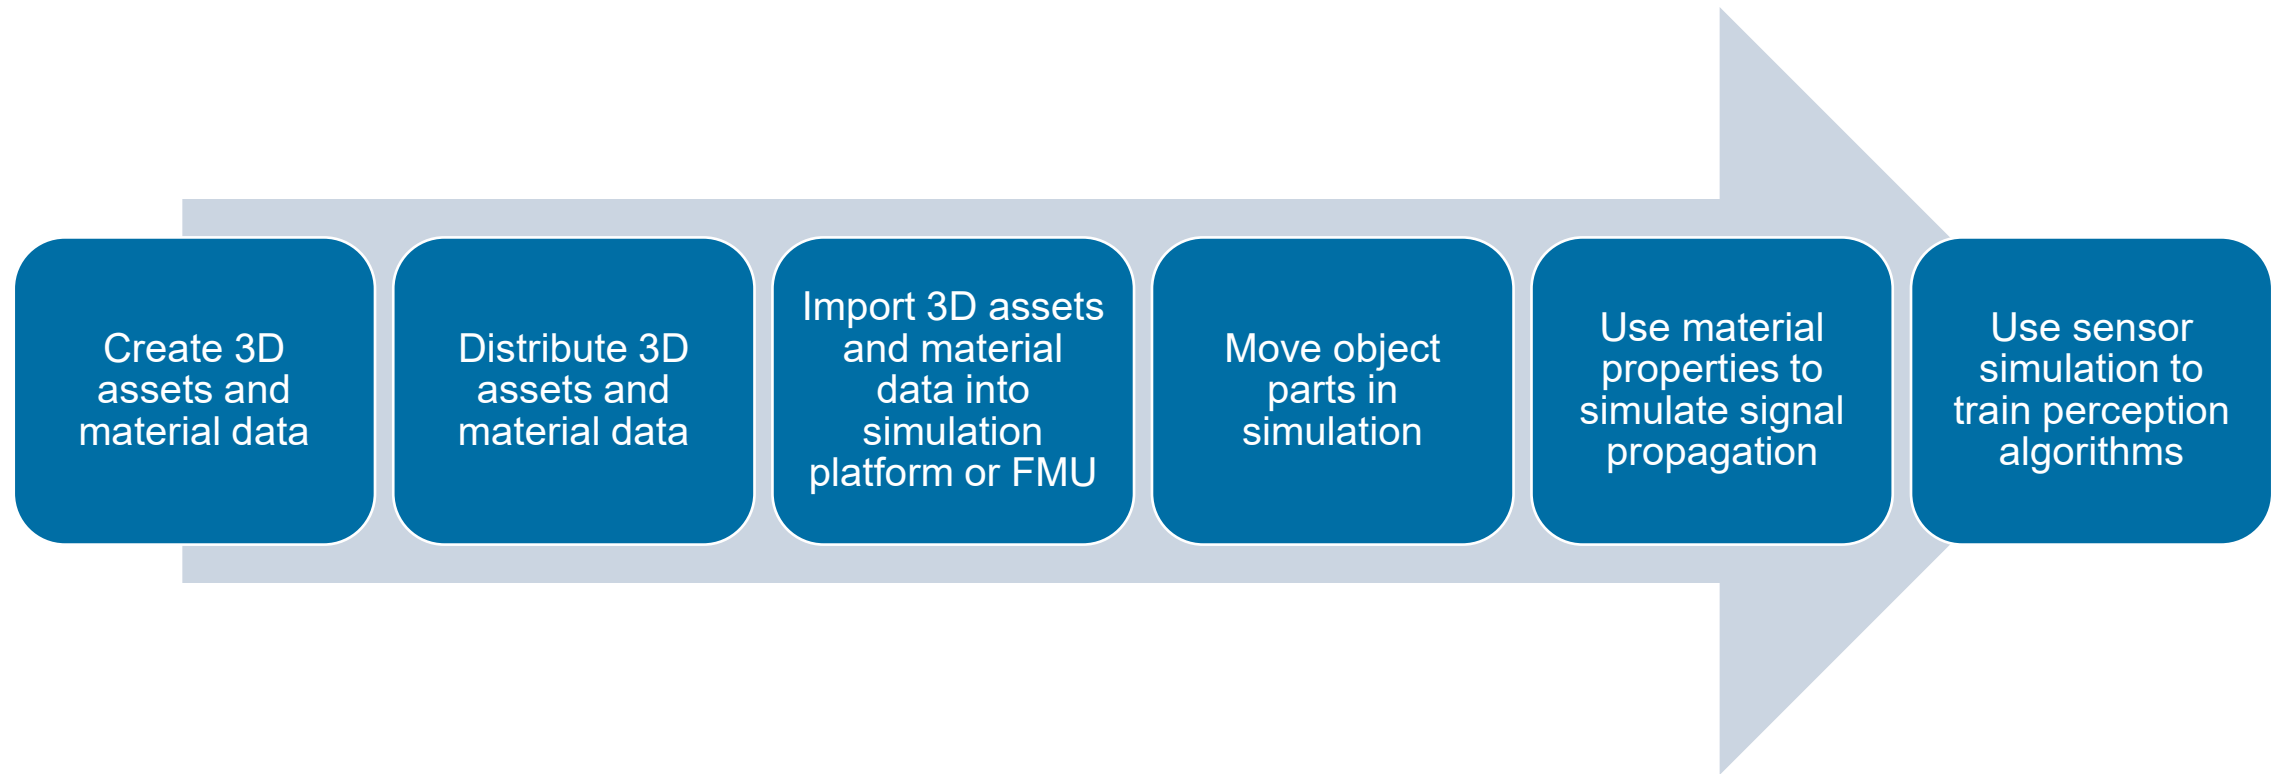 Create 3D
assets and
material data
Distribute 3D
assets and
material data
Import 3D assets
and material
data into
simulation
platform or FMU
Move object
parts in
simulation
Use material
properties to
simulate signal
propagation
Use sensor
simulation to
train perception
algorithms